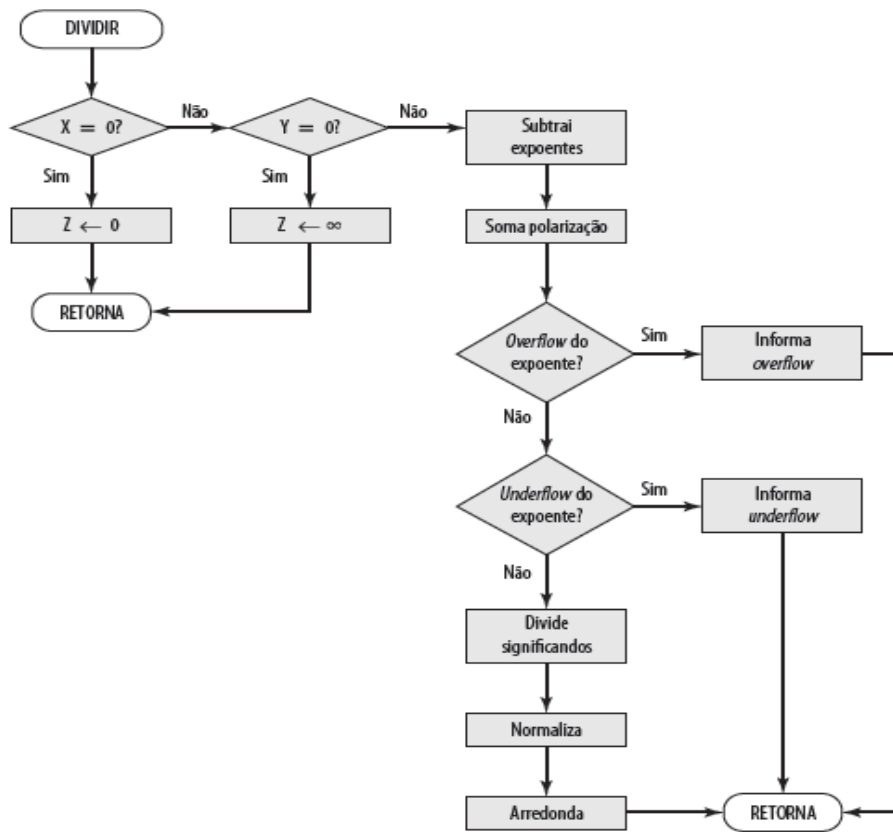 DIVIDIR
X = 0?
Não
Y = 0?
Não
Subtrai
expoentes
Sim
Sim
Z ← 0
Z ← ∞
Soma polarização
RETORNA
Overflow do
expoente?
Sim
Informa
overflow
Não
Underflow do
expoente?
Sim
Informa
underflow
Não
Divide
significandos
Normaliza
Arredonda
RETORNA